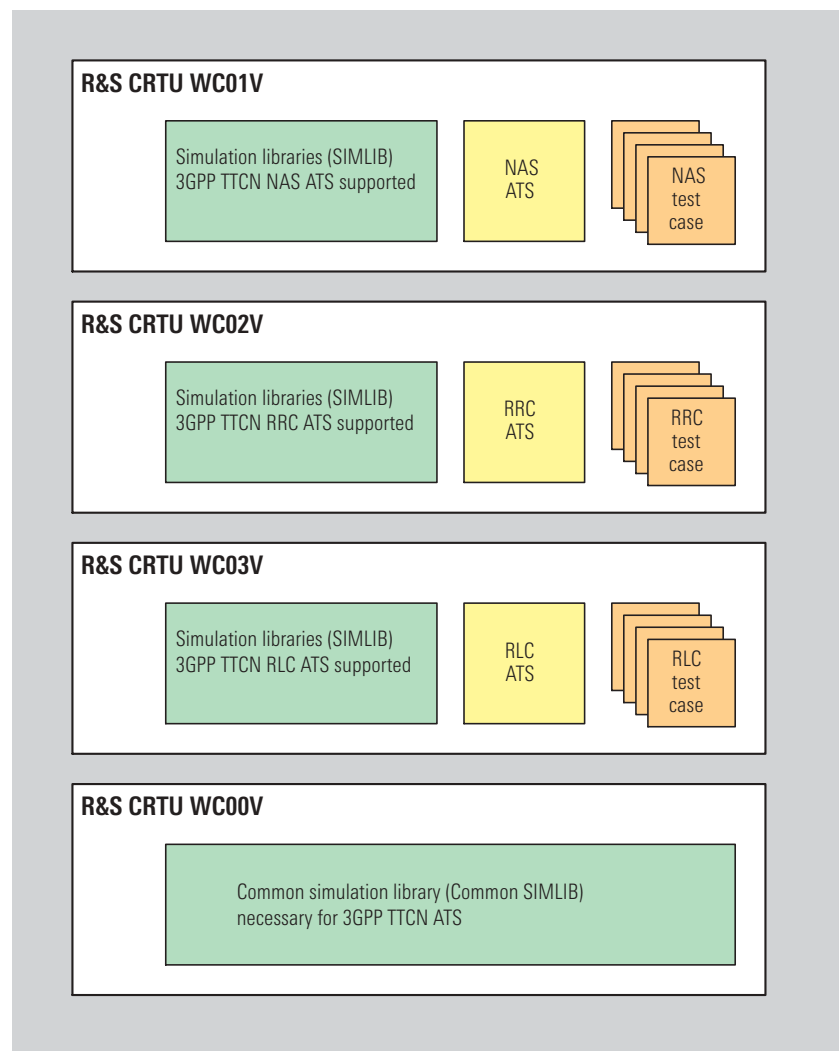 R&S CRTU WC01V
Simulation libraries (SIMLIB)
3GPP TTCN NAS ATS supported
NAS
ATS
NAS
test
case
R&S CRTU WC02V
Simulation libraries (SIMLIB)
3GPP TTCN RRC ATS supported
RRC
ATS
RRC
test
case
R&S CRTU WC03V
Simulation libraries (SIMLIB)
3GPP TTCN RLC ATS supported
RLC
ATS
RLC
test
case
R&S CRTU WC00V
Common simulation library (Common SIMLIB)
necessary for 3GPP TTCN ATS